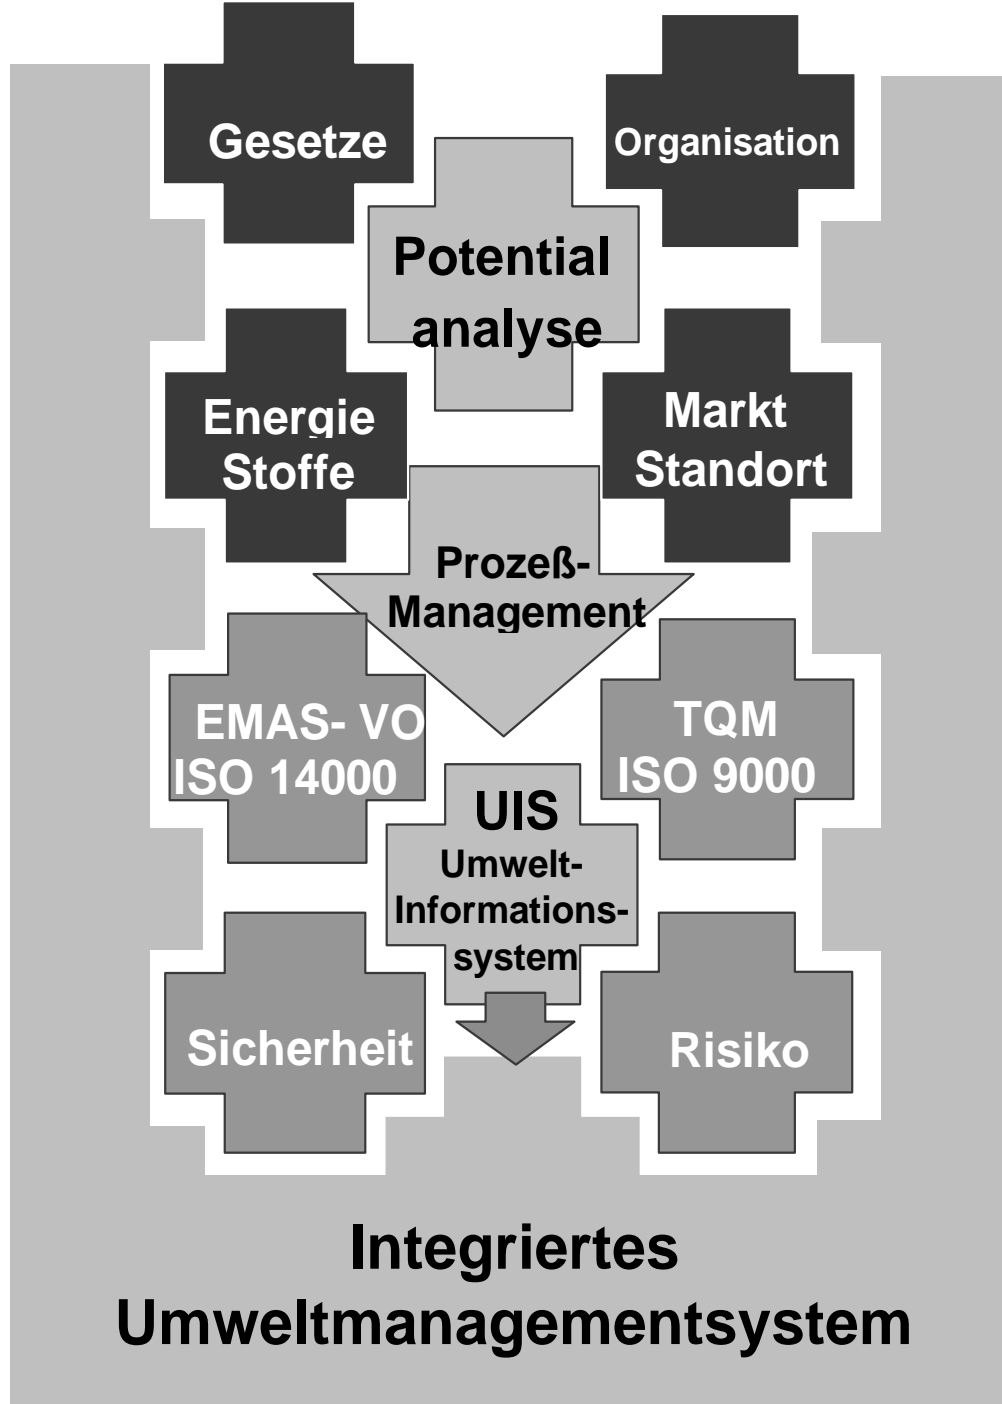 Gesetze
Organisation
Potential
analyse
Energie
Stoffe
Markt
Standort
Prozeß-
Management
EMAS- VO
ISO 14000
TQM
ISO 9000
UIS
Umwelt-
Informations-
system
Sicherheit
Risiko
Integriertes
Umweltmanagementsystem